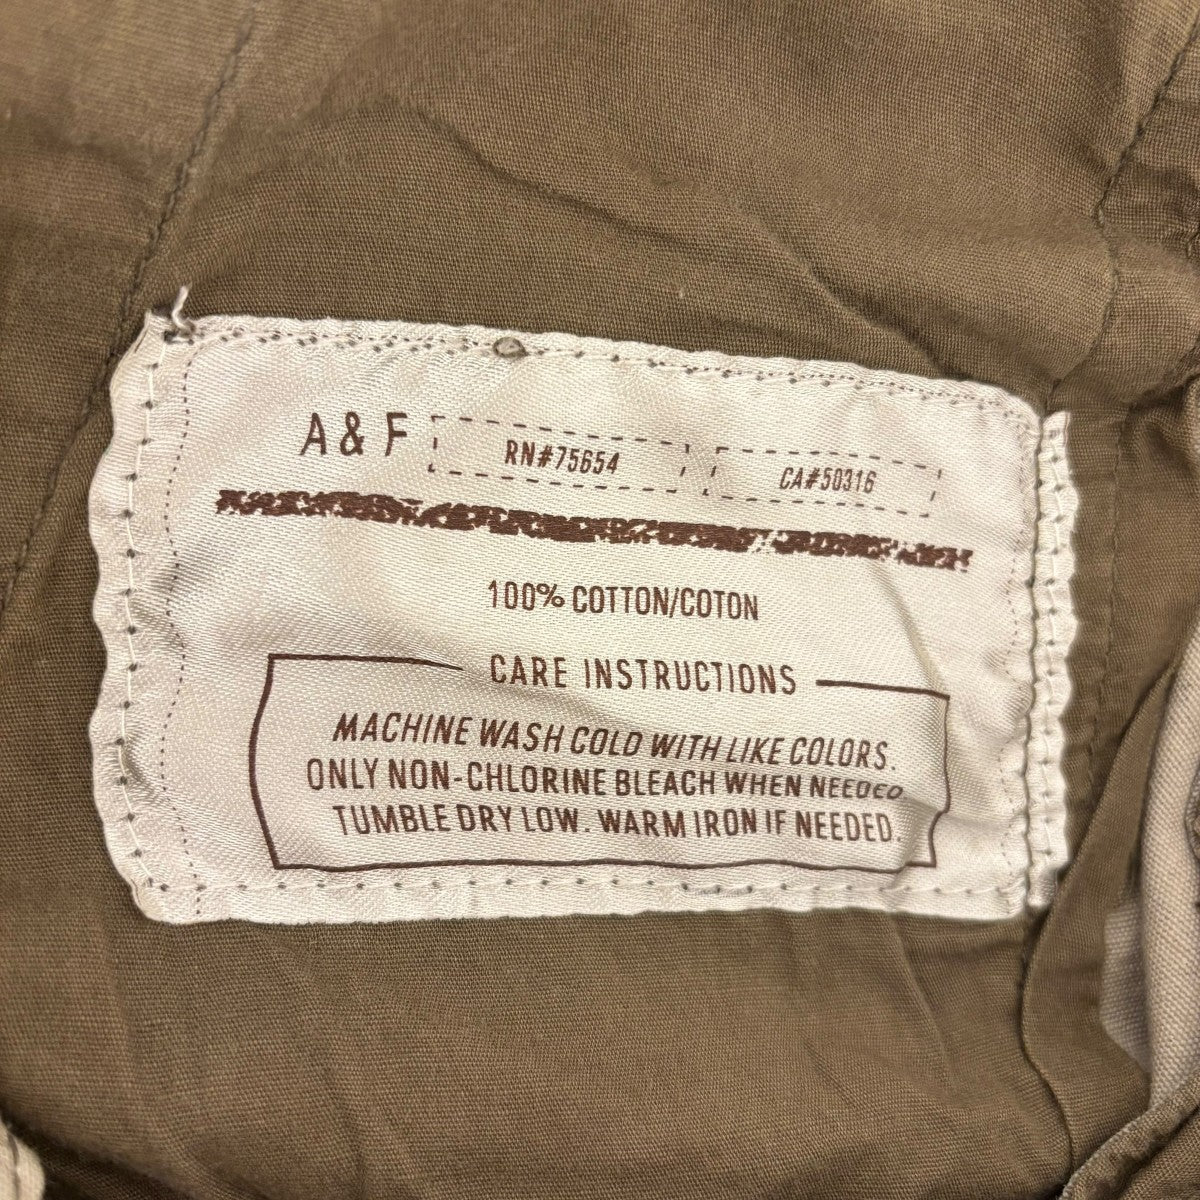 A & F RN#75654 CA#50316
100% COTTON/COTON
CARE INSTRUCTIONS
MACHINE WASH COLD WITH LIKE COLORS.
ONLY NON-CHLORINE BLEACH WHEN NEEDED
TUMBLE DRY LOW. WARM IRON IF NEEDED.